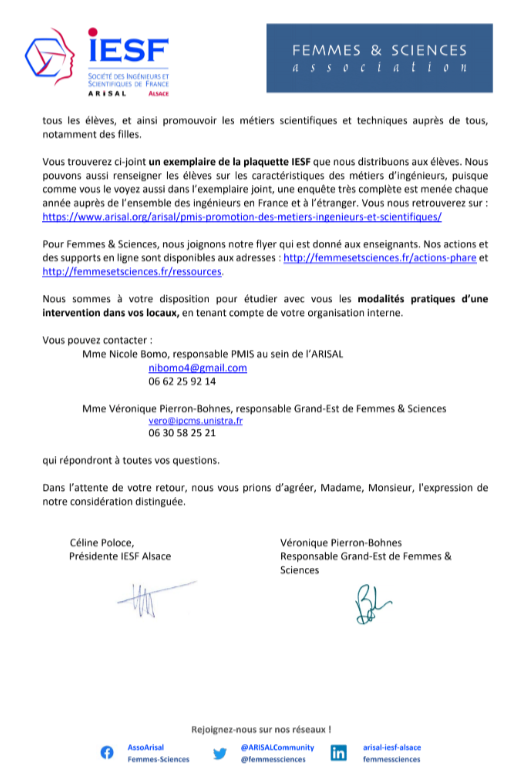 IESF
SOCIÉTÉ DES INGÉNIEURS ET
SCIENTIFIQUES DE FRANCE
ARISAL ALSACE
FEMMES & SCIENCES
association
tous les élèves, et ainsi promouvoir les métiers scientifiques et techniques auprès de tous,
notamment des filles.
Vous trouverez ci-joint un exemplaire de la plaquette IESF que nous distribuons aux élèves. Nous
pouvons aussi renseigner les élèves sur les caractéristiques des métiers d'ingénieurs, puisque
comme vous le voyez aussi dans l'exemplaire joint, une enquête très complète est menée chaque
année auprès de l'ensemble des ingénieurs en France et à l'étranger. Vous nous retrouverez sur :
https://www.arisal.org/arisal/pmis-promotion-des-metiers-ingenieurs-et-scientifiques/
Pour Femmes & Sciences, nous joignons notre flyer qui est donné aux enseignants. Nos actions et
des supports en ligne sont disponibles aux adresses : http://femmesetsciences.fr/actions-phare et
http://femmesetsciences.fr/ressources.
Nous sommes à votre disposition pour étudier avec vous les modalités pratiques d'une
intervention dans vos locaux, en tenant compte de votre organisation interne.
Vous pouvez contacter :
Mme Nicole Bomo, responsable PMIS au sein de l'ARISAL
nibomo4@gmail.com
06 62 25 92 14
Mme Véronique Pierron-Bohnes, responsable Grand-Est de Femmes & Sciences
vero@ipcms.unistra.fr
06 30 58 25 21
qui répondront à toutes vos questions.
Dans l'attente de votre retour, nous vous prions d'agréer, Madame, Monsieur, l'expression de
notre considération distinguée.
Céline Poloce,
Présidente IESF Alsace
Véronique Pierron-Bohnes
Responsable Grand-Est de Femmes &
Sciences
Rejoignez-nous sur nos réseaux !
AssoArisal
Femmes-Sciences
@ARISALCommunity
@femmessciences
arisal-iesf-alsace
femmessciences